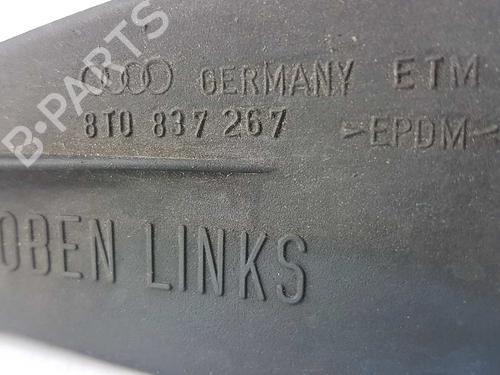 B-PARTS
GERMANY ETM
8T0 837 267 >EPDM<
OBEN LINKS